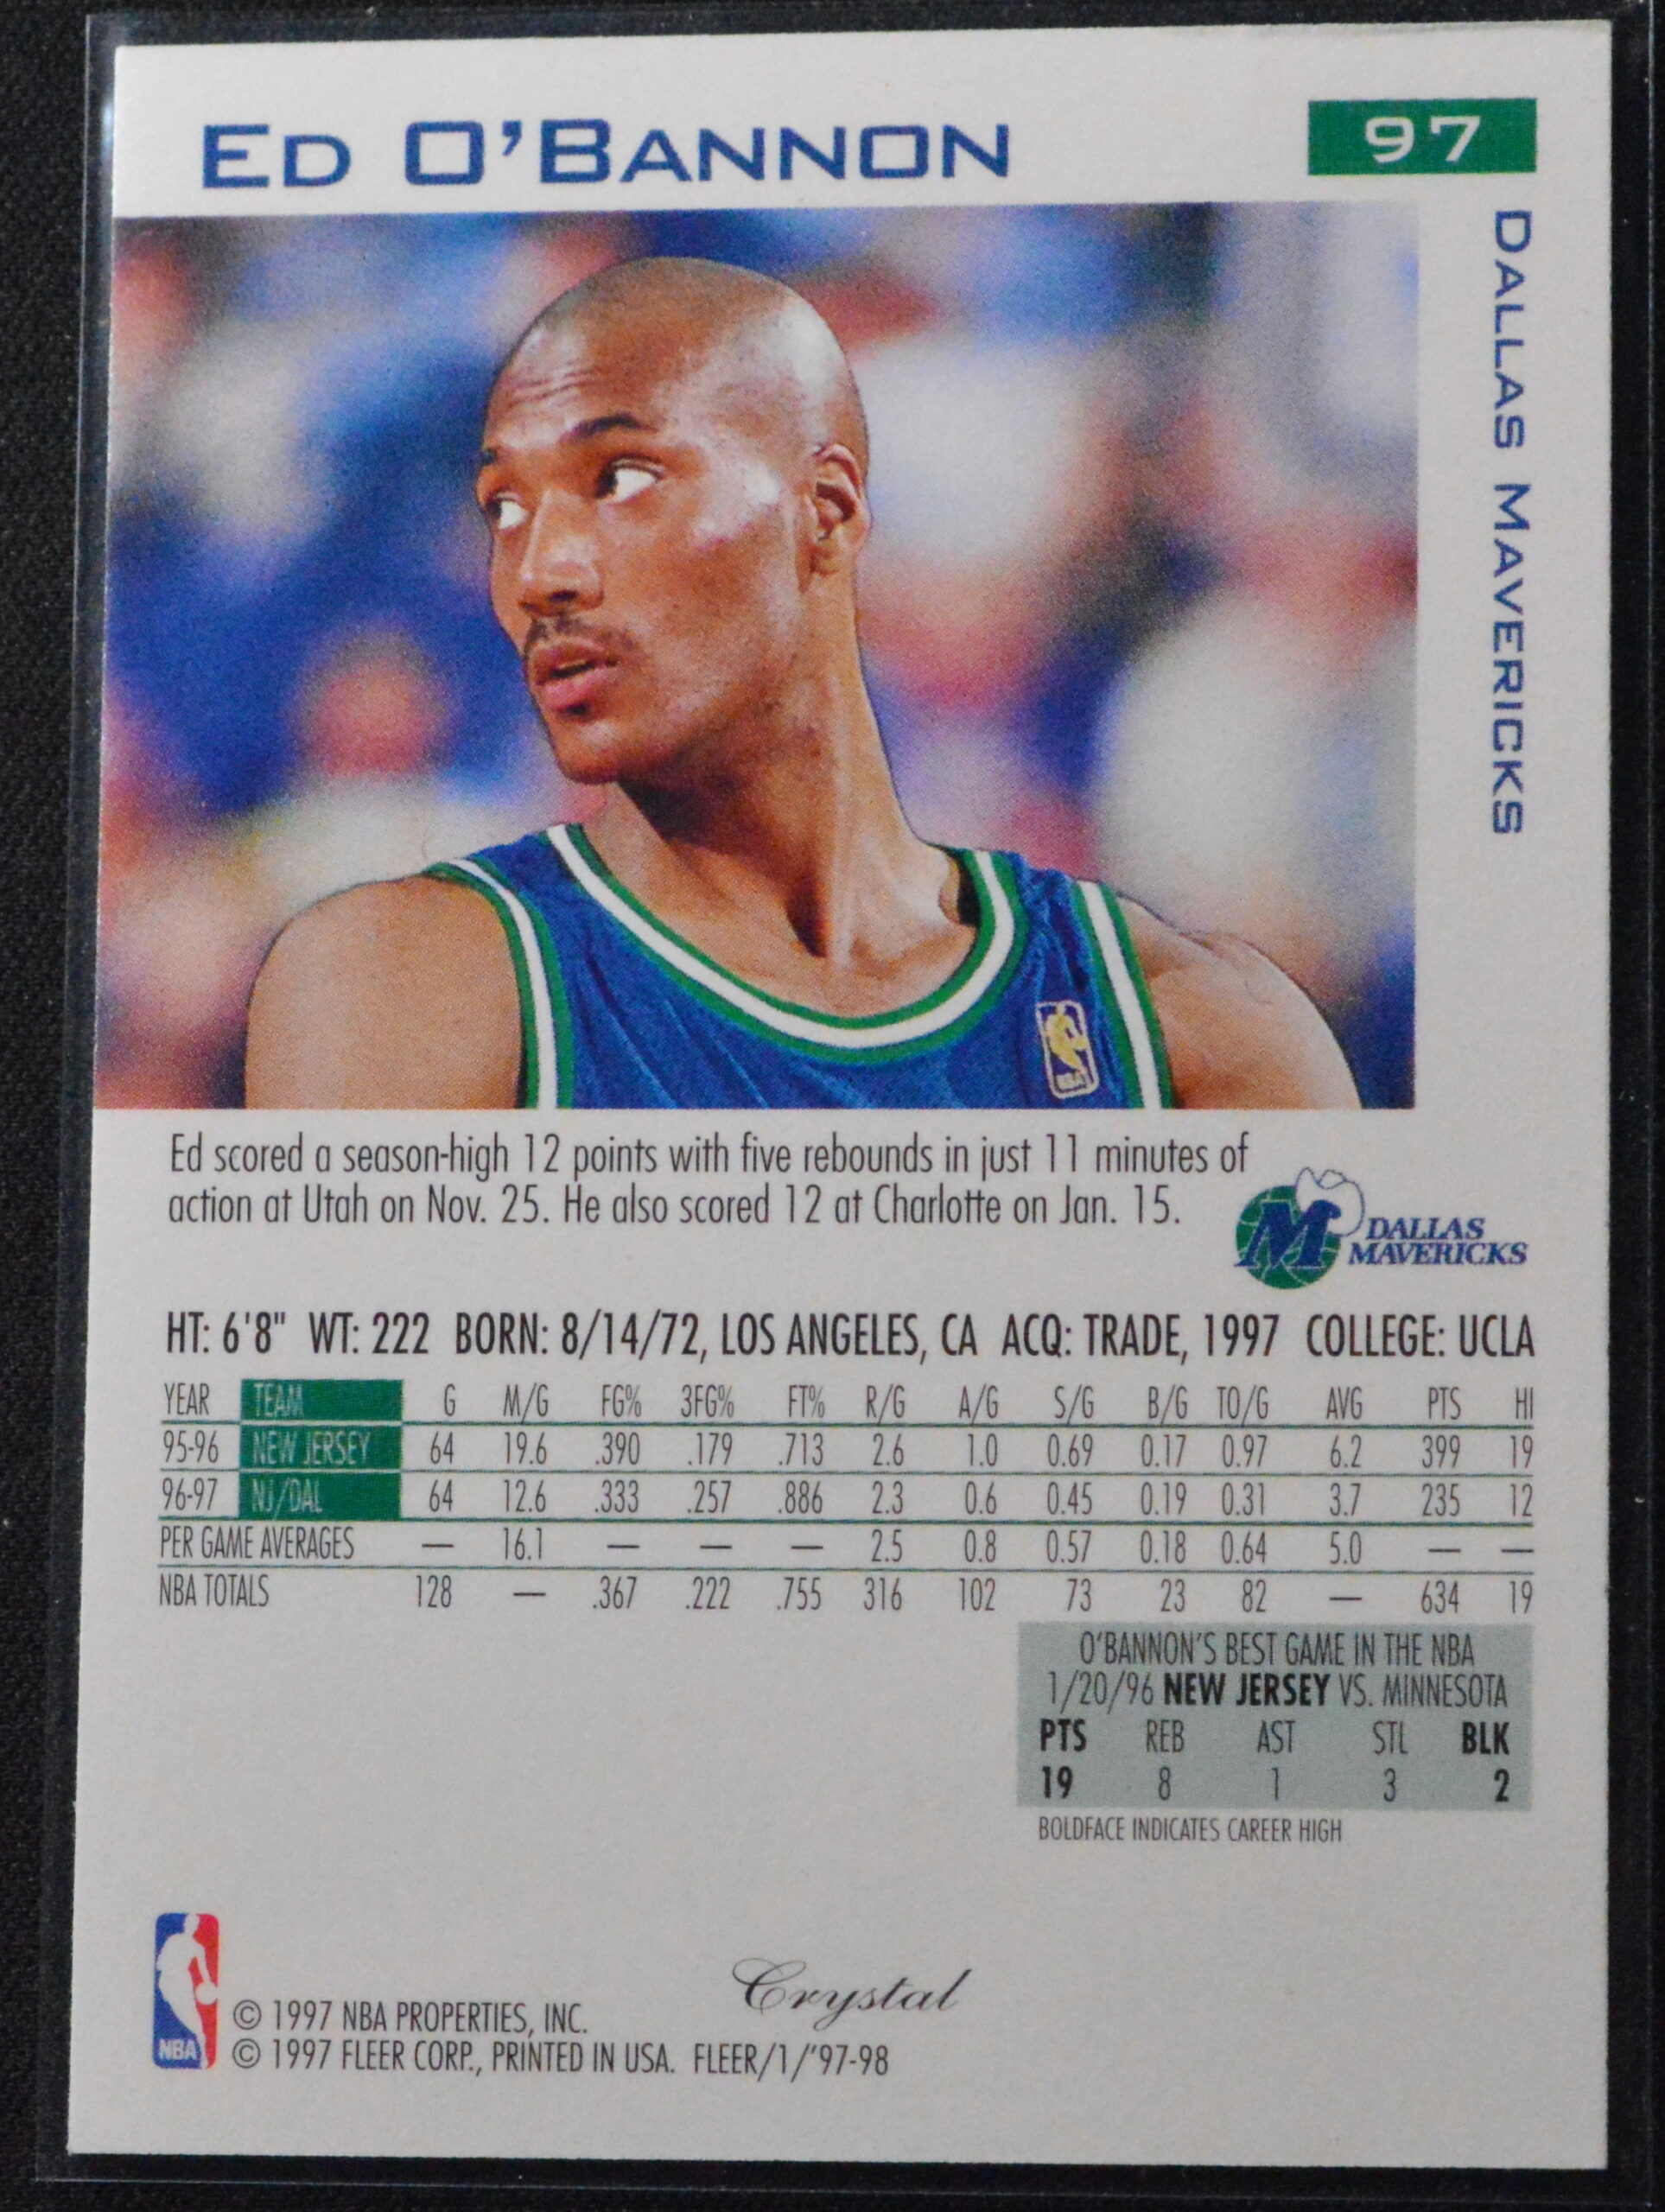 ED O'BANNON
97
DALLAS MAVERICKS
NBA
Ed scored a season-high 12 points with five rebounds in just 11 minutes of
action at Utah on Nov. 25. He also scored 12 at Charlotte on Jan. 15.
M DALLAS
MAVERICKS
HT: 6'8" WT: 222 BORN: 8/14/72, LOS ANGELES, CA ACQ: TRADE, 1997 COLLEGE: UCLA
YEAR TEAM G M/G FG% 3FG% FT% R/G A/G S/G B/G TO/G AVG PTS HI
95-96 NEW JERSEY 64 19.6 .390 .179 .713 2.6 1.0 0.69 0.17 0.97 6.2 399 19
96-97 NJ/DAL 64 12.6 .333 .257 .886 2.3 0.6 0.45 0.19 0.31 3.7 235 12
PER GAME AVERAGES — 16.1 — — — 2.5 0.8 0.57 0.18 0.64 5.0 — —
NBA TOTALS 128 — .367 .222 .755 316 102 73 23 82 — 634 19
O'BANNON'S BEST GAME IN THE NBA
1/20/96 NEW JERSEY VS. MINNESOTA
PTS REB AST STL BLK
19 8 1 3 2
BOLDFACE INDICATES CAREER HIGH
Crystal
NBA
© 1997 NBA PROPERTIES, INC.
© 1997 FLEER CORP., PRINTED IN USA. FLEER/1/'97-98